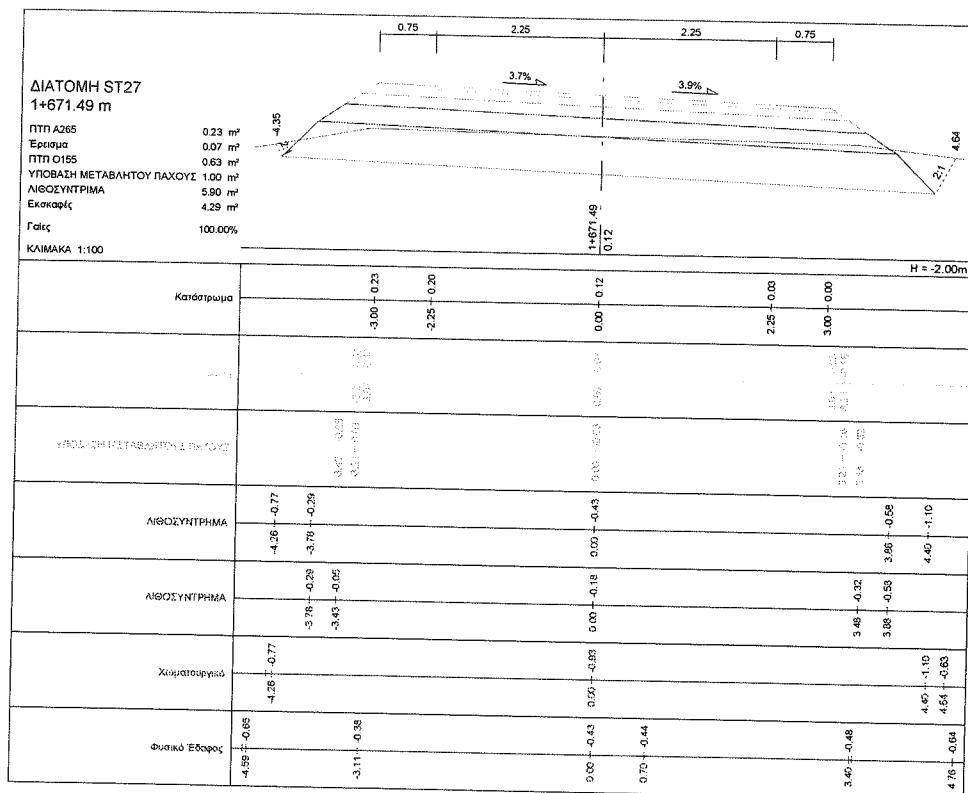 0.75 2.25 2.25 0.75
3.7% 3.9%
ΔΙΑΤΟΜΗ ST27
1+671.49 m
-4.35 4.64
2:1
ΠΤΠ Α265 0.23 m²
Έρεισμα 0.07 m²
ΠΤΠ Ο155 0.63 m²
ΥΠΟΒΑΣΗ ΜΕΤΑΒΛΗΤΟΥ ΠΑΧΟΥΣ 1.00 m²
ΛΙΘΟΣΥΝΤΡΙΜΑ 5.90 m²
Εκσκαφές 4.29 m²
Γαίες 100.00%
ΚΛΙΜΑΚΑ 1:100
1+671.49
0.12
H = -2.00m
Κατάστρωμα
0.23 0.20 0.12 0.03 0.00
-3.00 -2.25 0.00 2.25 3.00
ΥΠΟΒΑΣΗ ΜΕΤΑΒΛΗΤΟΥ ΠΑΧΟΥΣ
ΛΙΘΟΣΥΝΤΡΗΜΑ
-0.77 -0.29 -0.43 -0.58 -1.10
-4.26 -3.78 0.00 3.86 4.40
ΛΙΘΟΣΥΝΤΡΗΜΑ
-0.29 -0.05 -0.18 -0.32
-3.78 -3.43 0.00 3.48
Χωματουργικό
-0.77 -0.93 -1.10 -0.63
-4.26 0.00 4.40
Φυσικό Έδαφος
-0.65 -0.38 -0.43 -0.44 -0.48 -0.64
-4.59 -3.11 0.00 0.70 3.40 4.76